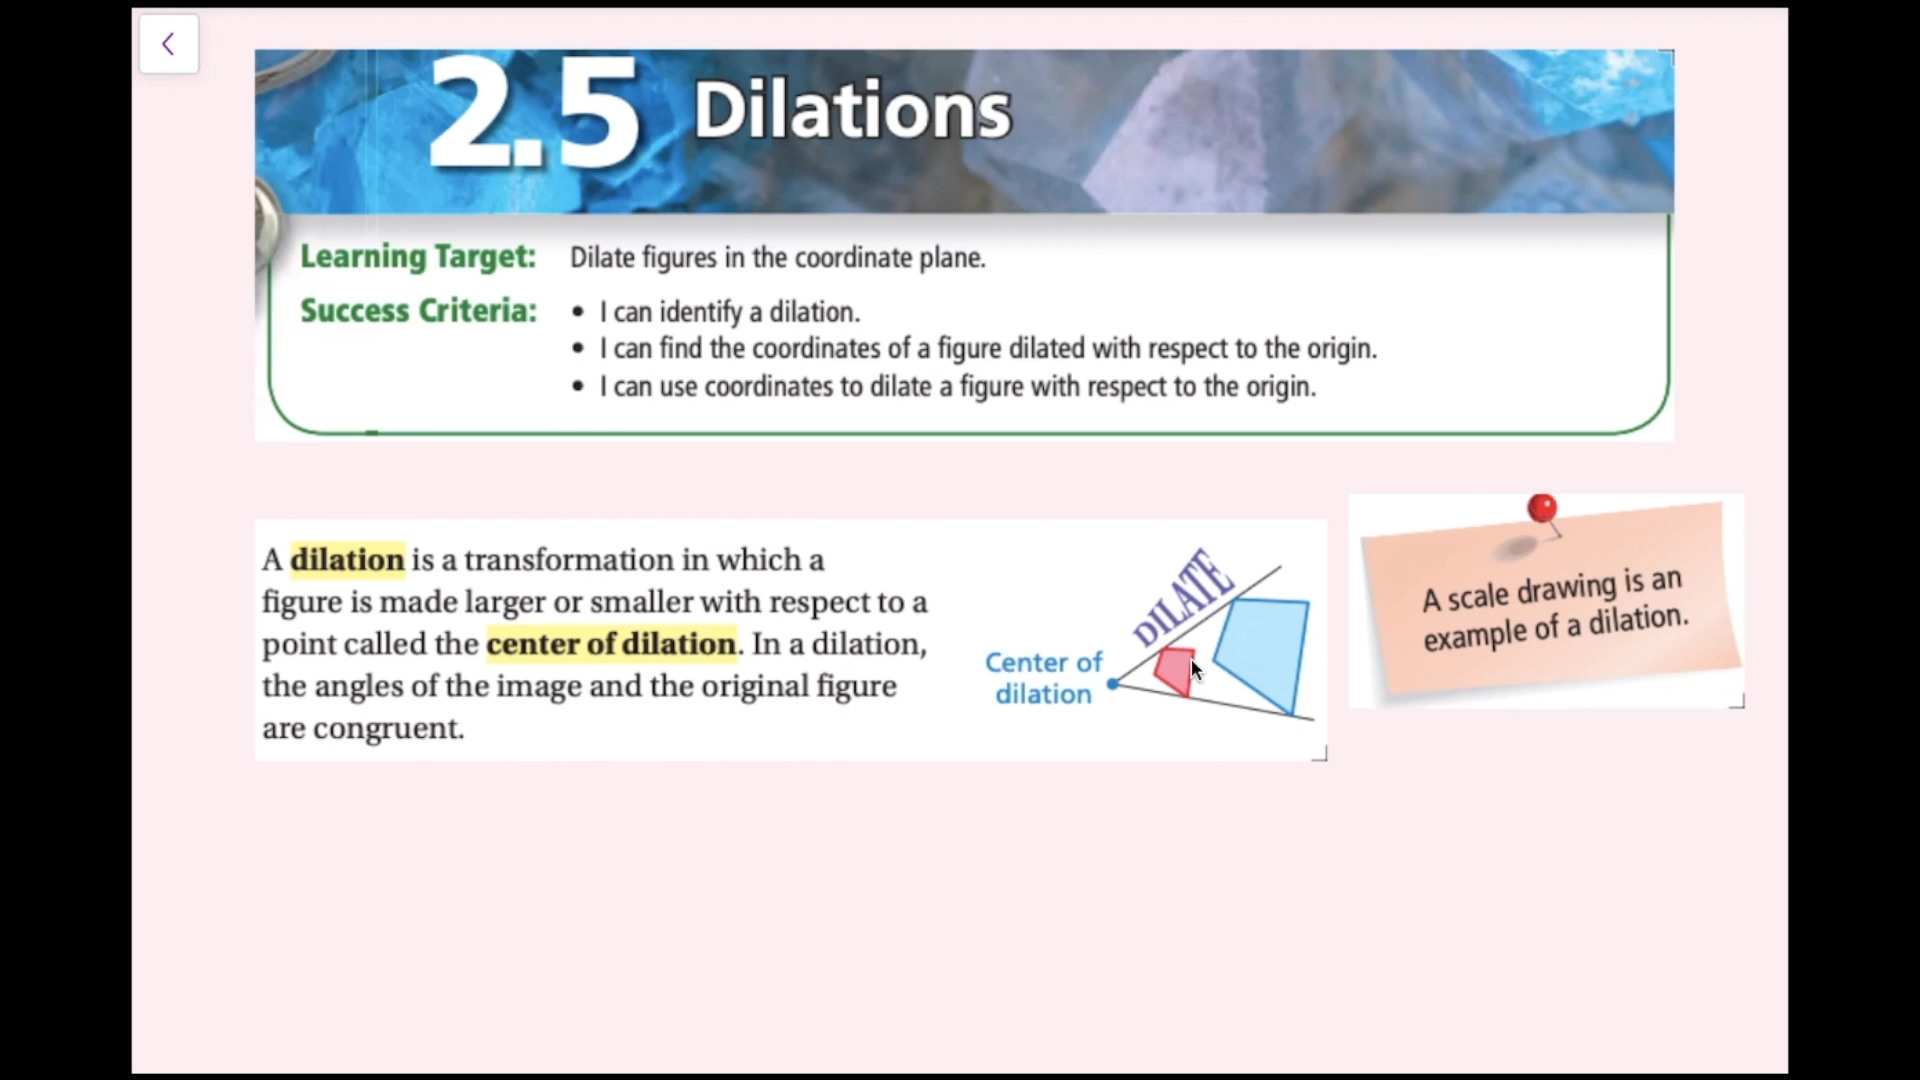 2.5 Dilations
Learning Target: Dilate figures in the coordinate plane.
Success Criteria: • I can identify a dilation.
• I can find the coordinates of a figure dilated with respect to the origin.
• I can use coordinates to dilate a figure with respect to the origin.
A dilation is a transformation in which a
figure is made larger or smaller with respect to a
point called the center of dilation. In a dilation,
the angles of the image and the original figure
are congruent.
DILATE
Center of
dilation
A scale drawing is an
example of a dilation.